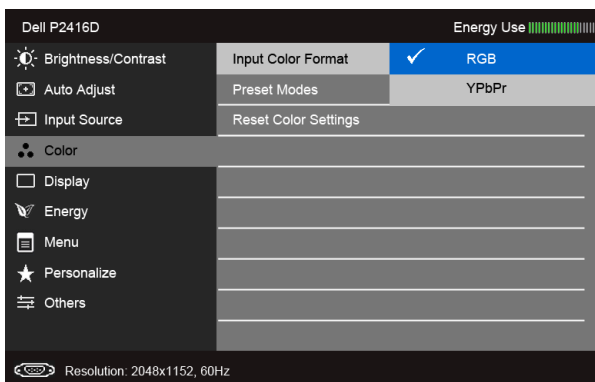 Dell P2416D Energy Use
Brightness/Contrast Input Color Format RGB
Auto Adjust Preset Modes YPbPr
Input Source Reset Color Settings
Color
Display
Energy
Menu
Personalize
Others
Resolution: 2048x1152, 60Hz